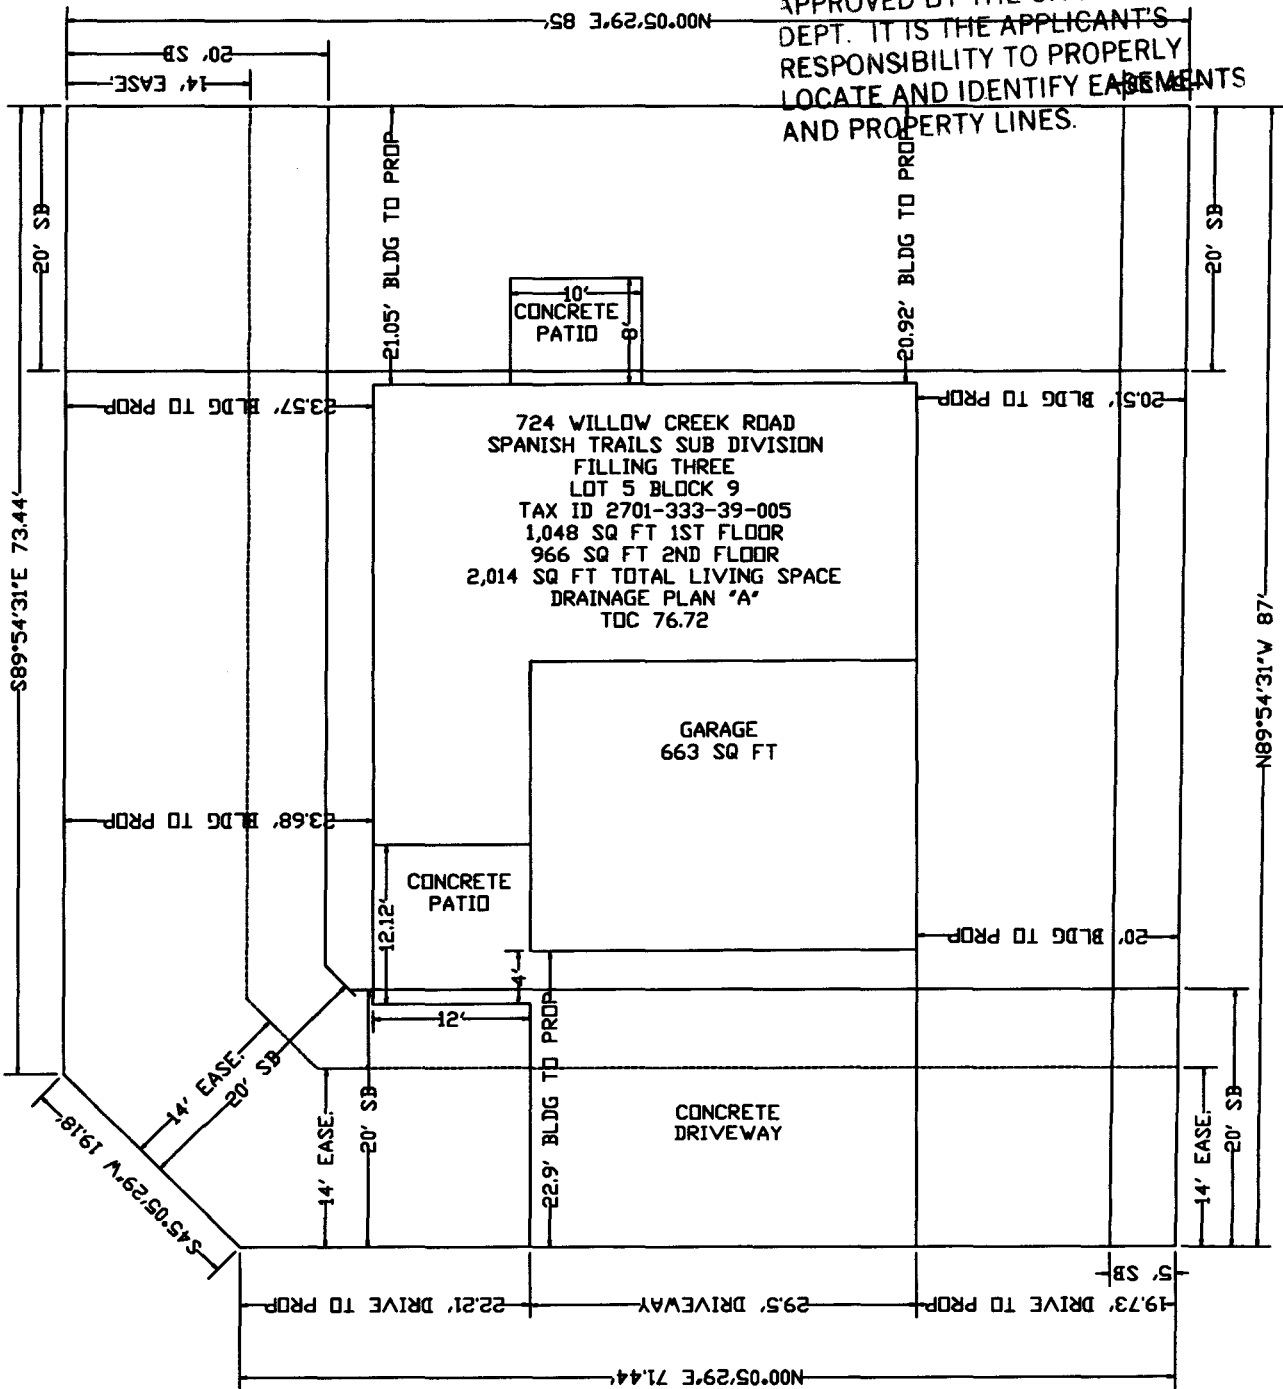 APPROVED BY THE
DEPT. IT IS THE APPLICANT'S
RESPONSIBILITY TO PROPERLY
LOCATE AND IDENTIFY EASEMENTS
AND PROPERTY LINES.
N00°05'29"E 85'
20' SB
14' EASE.
S89°54'31"E 73.44'
20' SB
21.05' BLDG TO PROP
10'
CONCRETE
PATIO
8'
20.92' BLDG TO PROP
20' SB
23.57' BLDG TO PROP
20.51' BLDG TO PROP
724 WILLOW CREEK ROAD
SPANISH TRAILS SUB DIVISION
FILLING THREE
LOT 5 BLOCK 9
TAX ID 2701-333-39-005
1,048 SQ FT 1ST FLOOR
966 SQ FT 2ND FLOOR
2,014 SQ FT TOTAL LIVING SPACE
DRAINAGE PLAN "A"
TOC 76.72
N89°54'31"W 87'
GARAGE
663 SQ FT
23.68' BLDG TO PROP
CONCRETE
PATIO
12.12'
4'
12'
20' BLDG TO PROP
14' EASE.
20' SB
S45°05'29"W 19.18'
14' EASE.
20' SB
22.9' BLDG TO PROP
CONCRETE
DRIVEWAY
14' EASE.
20' SB
5' SB
22.21' DRIVE TO PROP
29.5' DRIVEWAY
19.73' DRIVE TO PROP
N00°05'29"E 71.44'